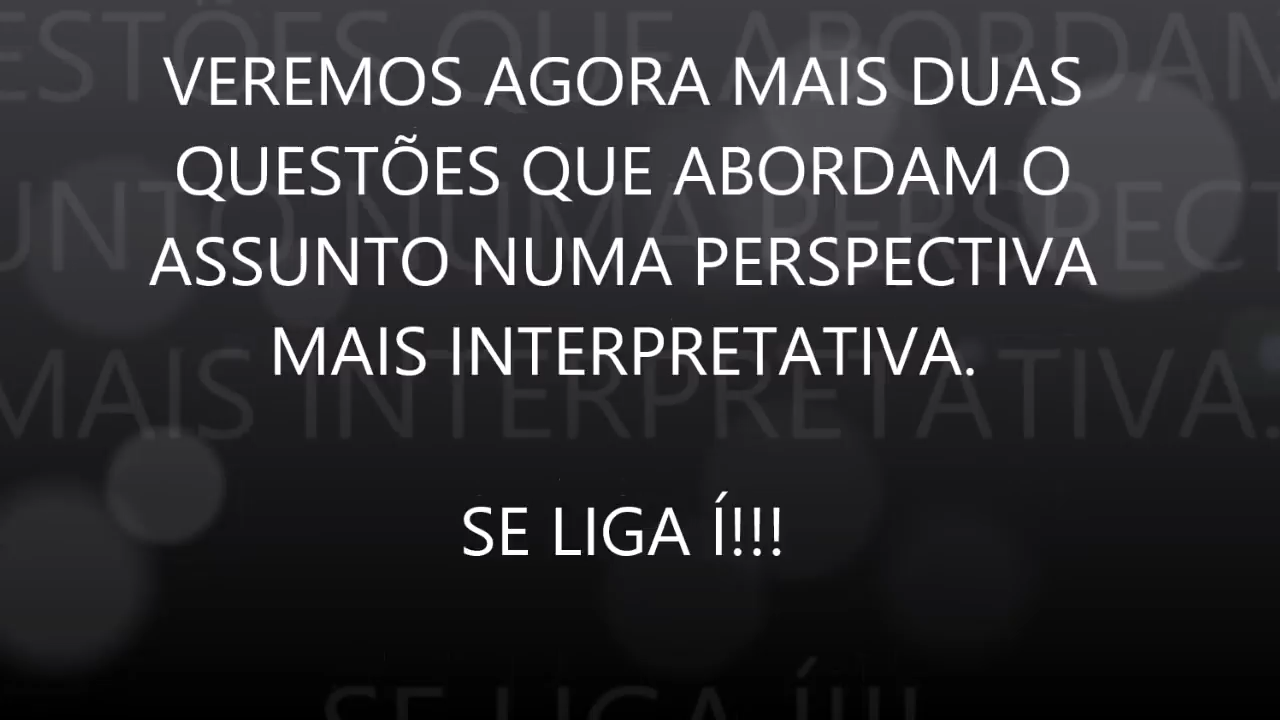 VEREMOS AGORA MAIS DUAS
QUESTÕES QUE ABORDAM O
ASSUNTO NUMA PERSPECTIVA
MAIS INTERPRETATIVA.
SE LIGA Í!!!